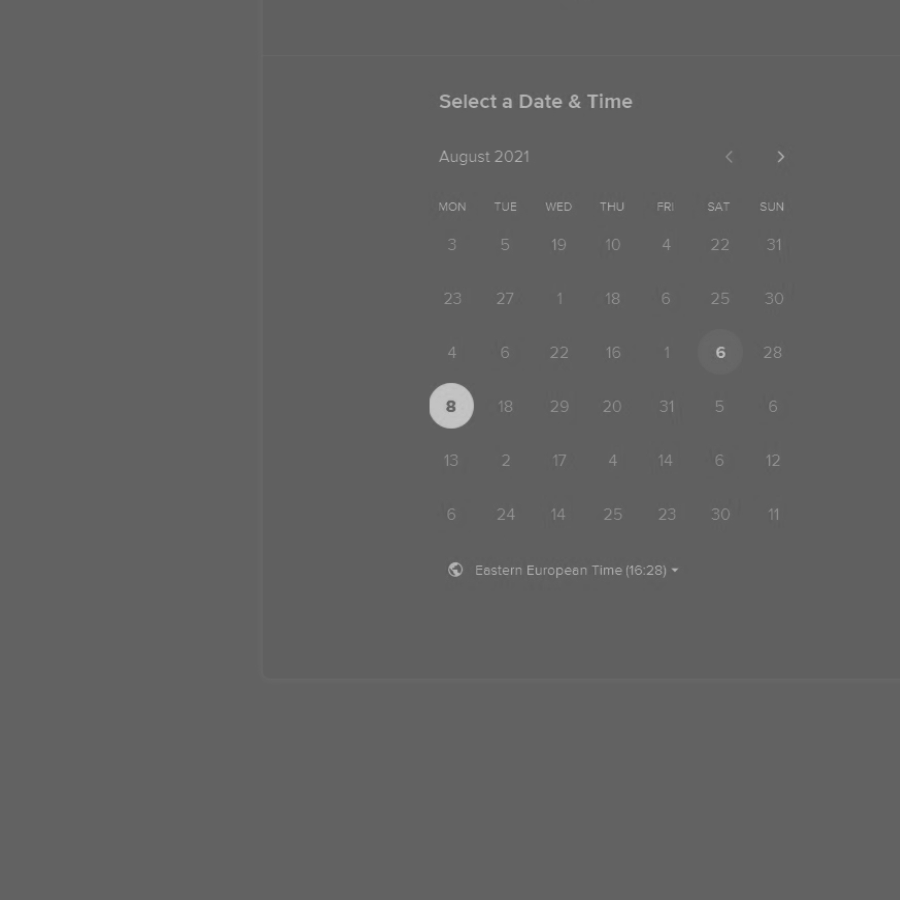 Select a Date & Time
August 2021
MON TUE WED THU FRI SAT SUN
3 5 19 10 4 22 31
23 27 1 18 6 25 30
4 6 22 16 1 6 28
8 18 29 20 31 5 6
13 2 17 4 14 6 12
6 24 14 25 23 30 11
Eastern European Time (16:28)